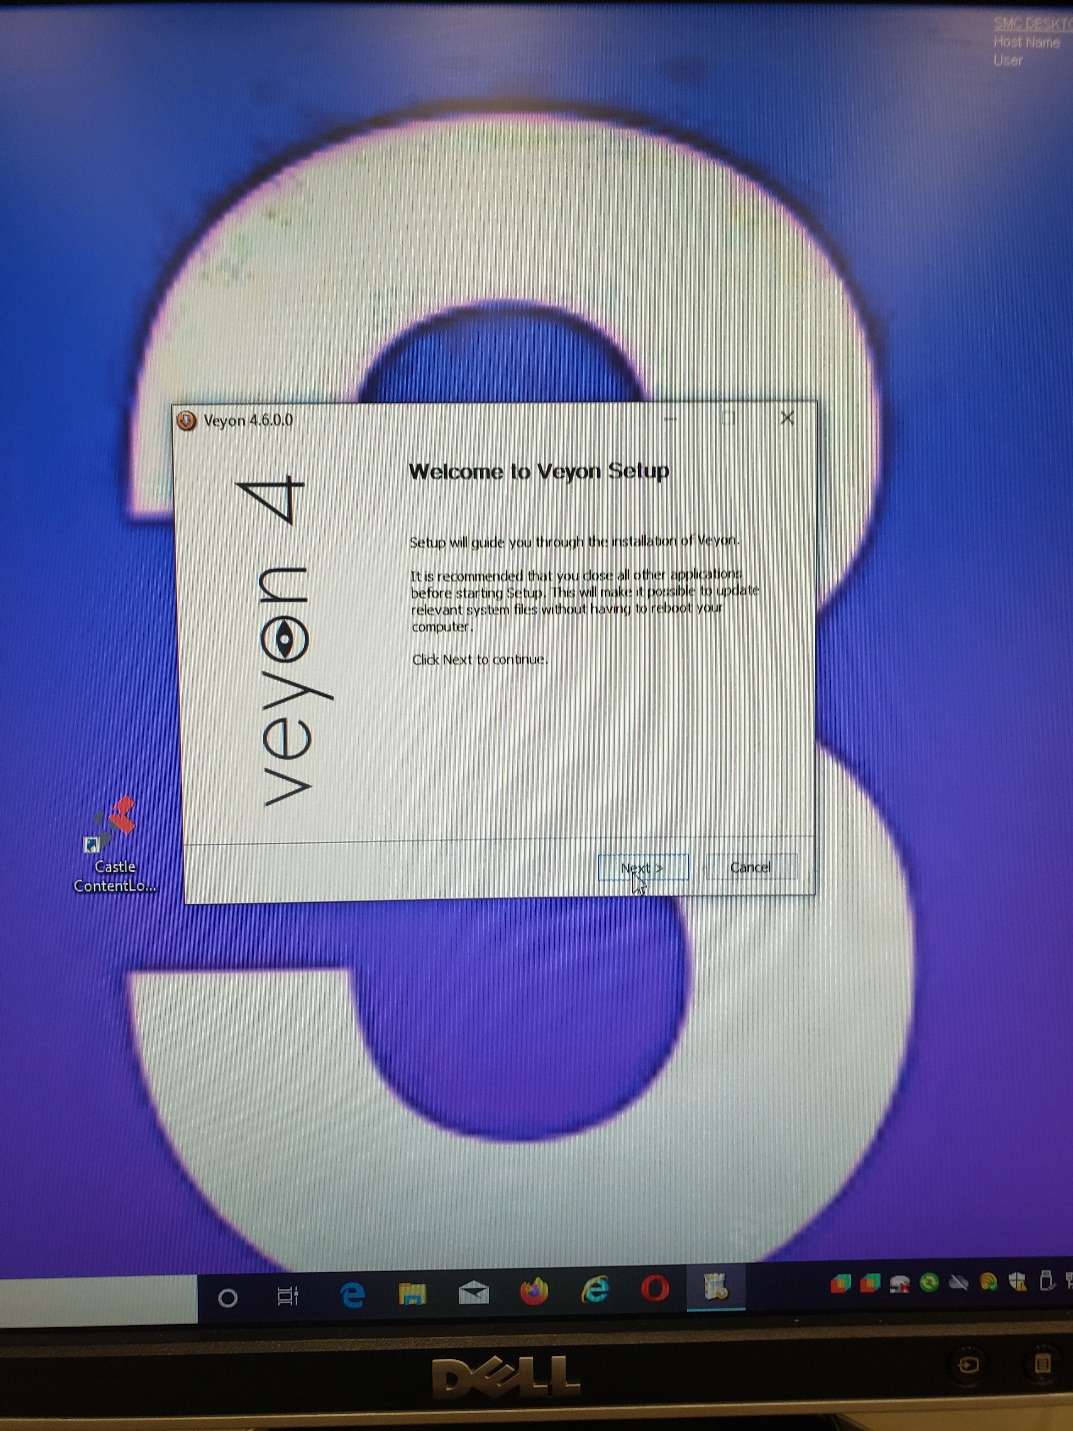 SMC DESKTO
Host Name
User
Veyon 4.6.0.0
veyon 4
Welcome to Veyon Setup
Setup will guide you through the installation of Veyon.
It is recommended that you close all other applications
before starting Setup. This will make it possible to update
relevant system files without having to reboot your
computer.
Click Next to continue.
Next >
Cancel
Castle
ContentLo...
DELL